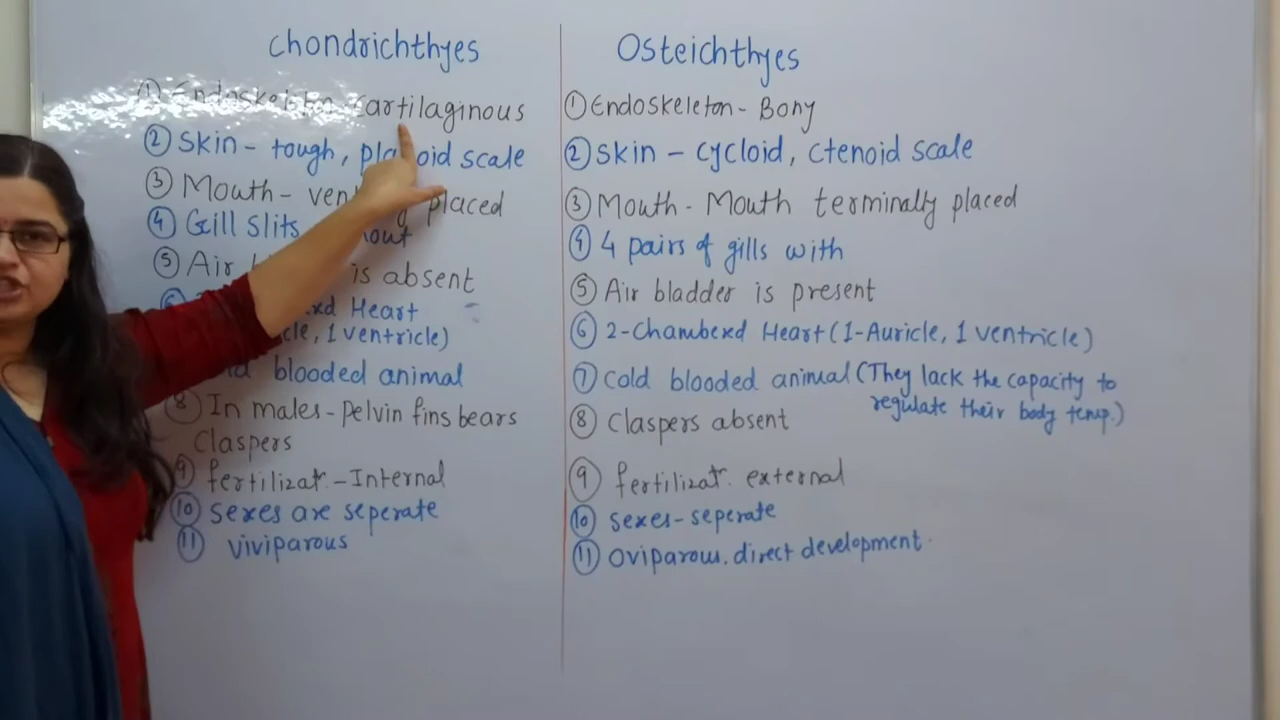 Chondrichthyes
① Endoskeleton - Cartilaginous
② Skin - tough, placoid scale
③ Mouth - placed
④ Gill Slits
⑤ Air is absent
Heart
1 ventricle)
blooded animal
⑧ In males - Pelvin fins bears
Claspers
⑨ fertilizat. - Internal
⑩ Sexes are seperate
⑪ viviparous
Osteichthyes
① Endoskeleton - Bony
② Skin - Cycloid, Ctenoid scale
③ Mouth - Mouth terminally placed
④ 4 pairs of gills with
⑤ Air bladder is present
⑥ 2-Chambered Heart (1-Auricle, 1 ventricle)
⑦ Cold blooded animal (They lack the capacity to
regulate their body temp.)
⑧ Claspers absent
⑨ fertilizat. external
⑩ Sexes - seperate
⑪ Oviparous. direct development.